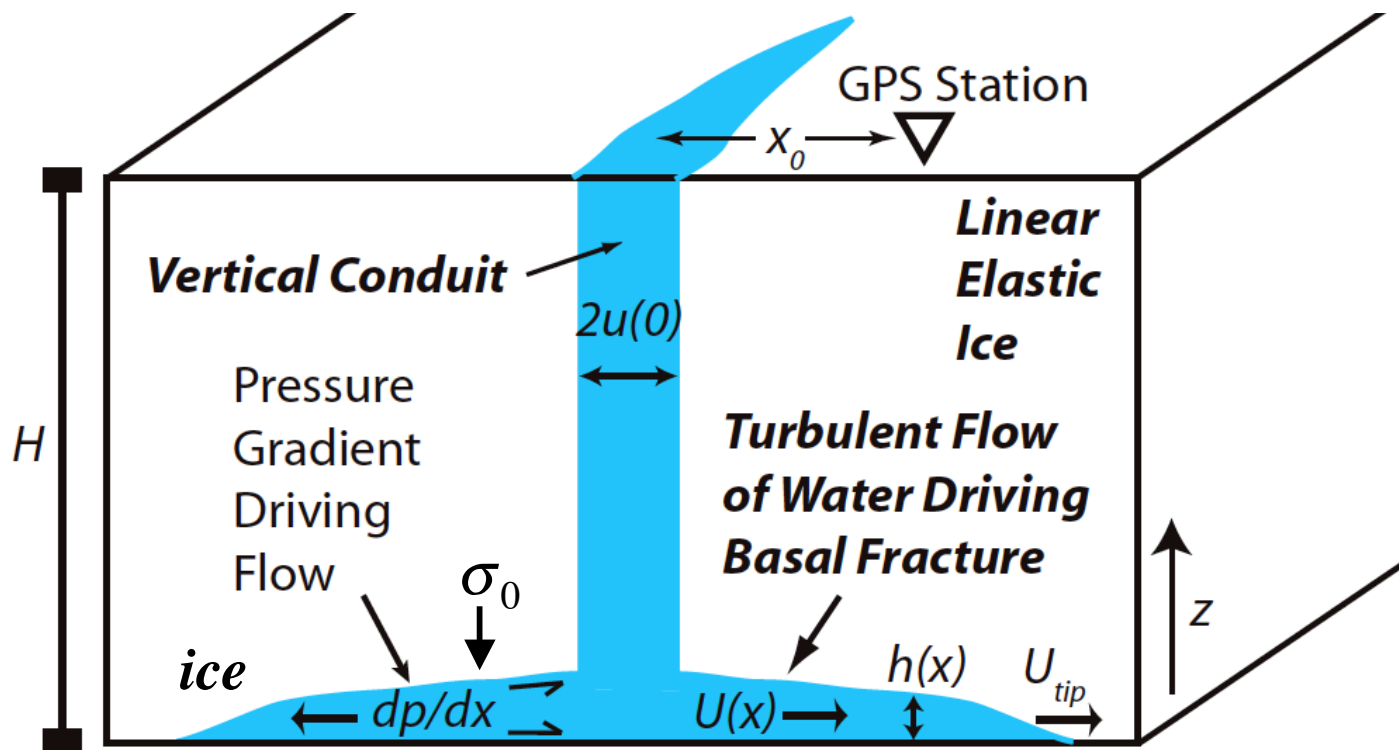 GPS Station
x₀
Linear
Elastic
Ice
Vertical Conduit
2u(0)
Pressure
Gradient
Driving
Flow
H
Turbulent Flow
of Water Driving
Basal Fracture
σ₀
z
ice
h(x)
U_tip
dp/dx
U(x)